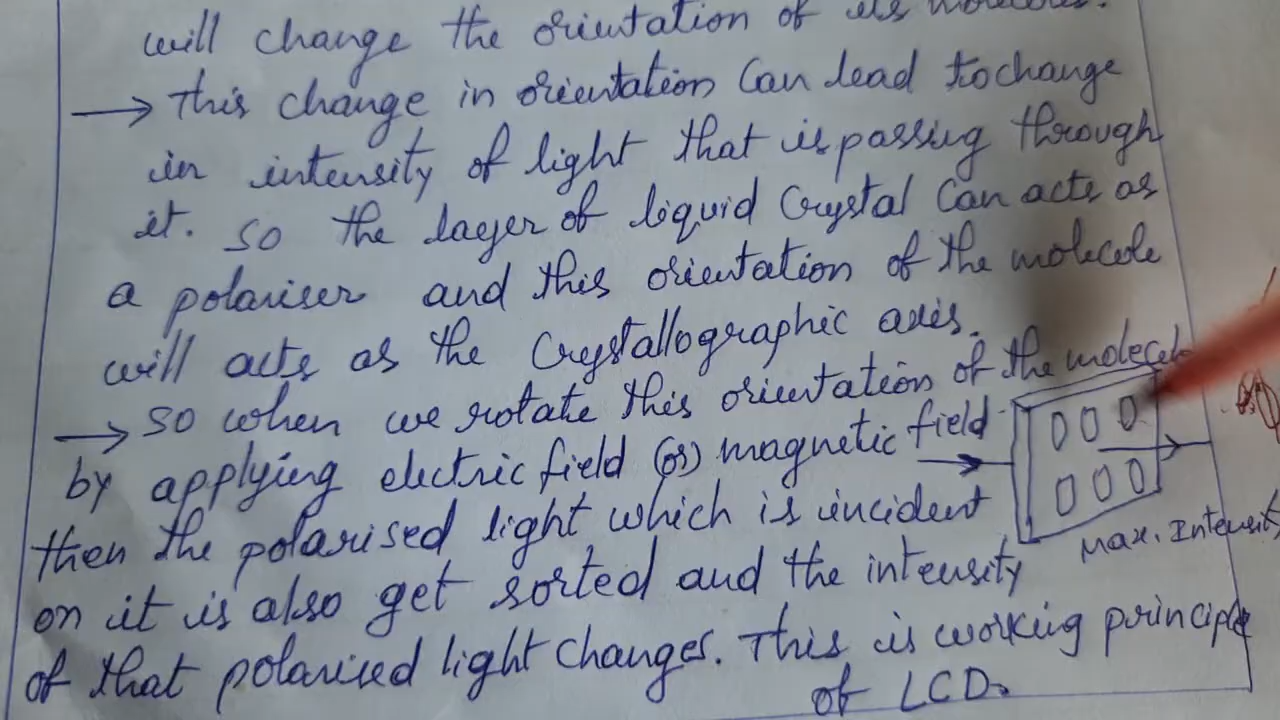 will change the orientation of its molecules.
→ This change in orientation can lead to change
in intensity of light that is passing through
it. So the layer of liquid crystal can acts as
a polariser and this orientation of the molecule
will acts as the crystallographic axis.
→ So when we rotate this orientation of the molecule
by applying electric field (or) magnetic field
then the polarised light which is incident
on it is also get sorted and the intensity
of that polarised light changes. This is working principle
of LCD.
Max. Intensity